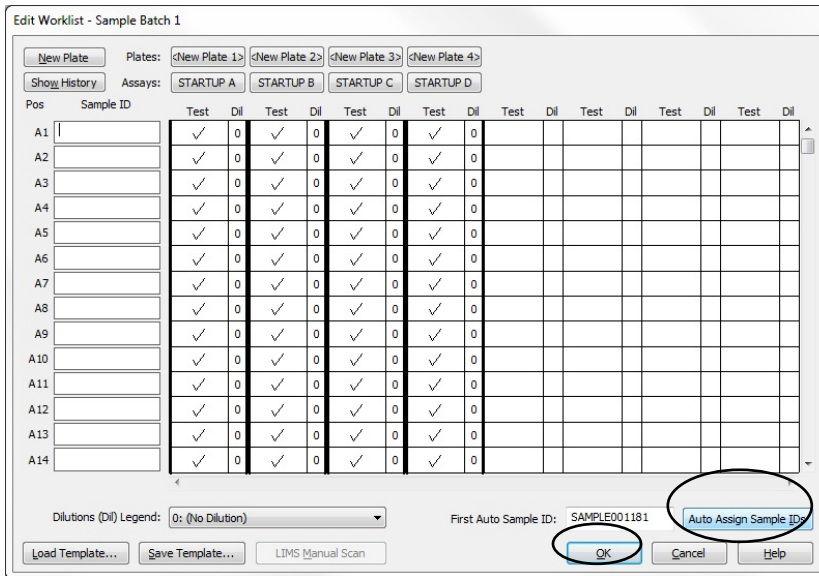 Edit Worklist - Sample Batch 1
New Plate Plates: <New Plate 1> <New Plate 2> <New Plate 3> <New Plate 4>
Show History Assays: STARTUP A STARTUP B STARTUP C STARTUP D
Pos Sample ID Test Dil Test Dil Test Dil Test Dil Test Dil Test Dil Test Dil Test Dil
A1 0 0 0 0
A2 0 0 0 0
A3 0 0 0 0
A4 0 0 0 0
A5 0 0 0 0
A6 0 0 0 0
A7 0 0 0 0
A8 0 0 0 0
A9 0 0 0 0
A10 0 0 0 0
A11 0 0 0 0
A12 0 0 0 0
A13 0 0 0 0
A14 0 0 0 0
Dilutions (Dil) Legend: 0: (No Dilution) First Auto Sample ID: SAMPLE001181 Auto Assign Sample IDs
Load Template... Save Template... LIMS Manual Scan OK Cancel Help